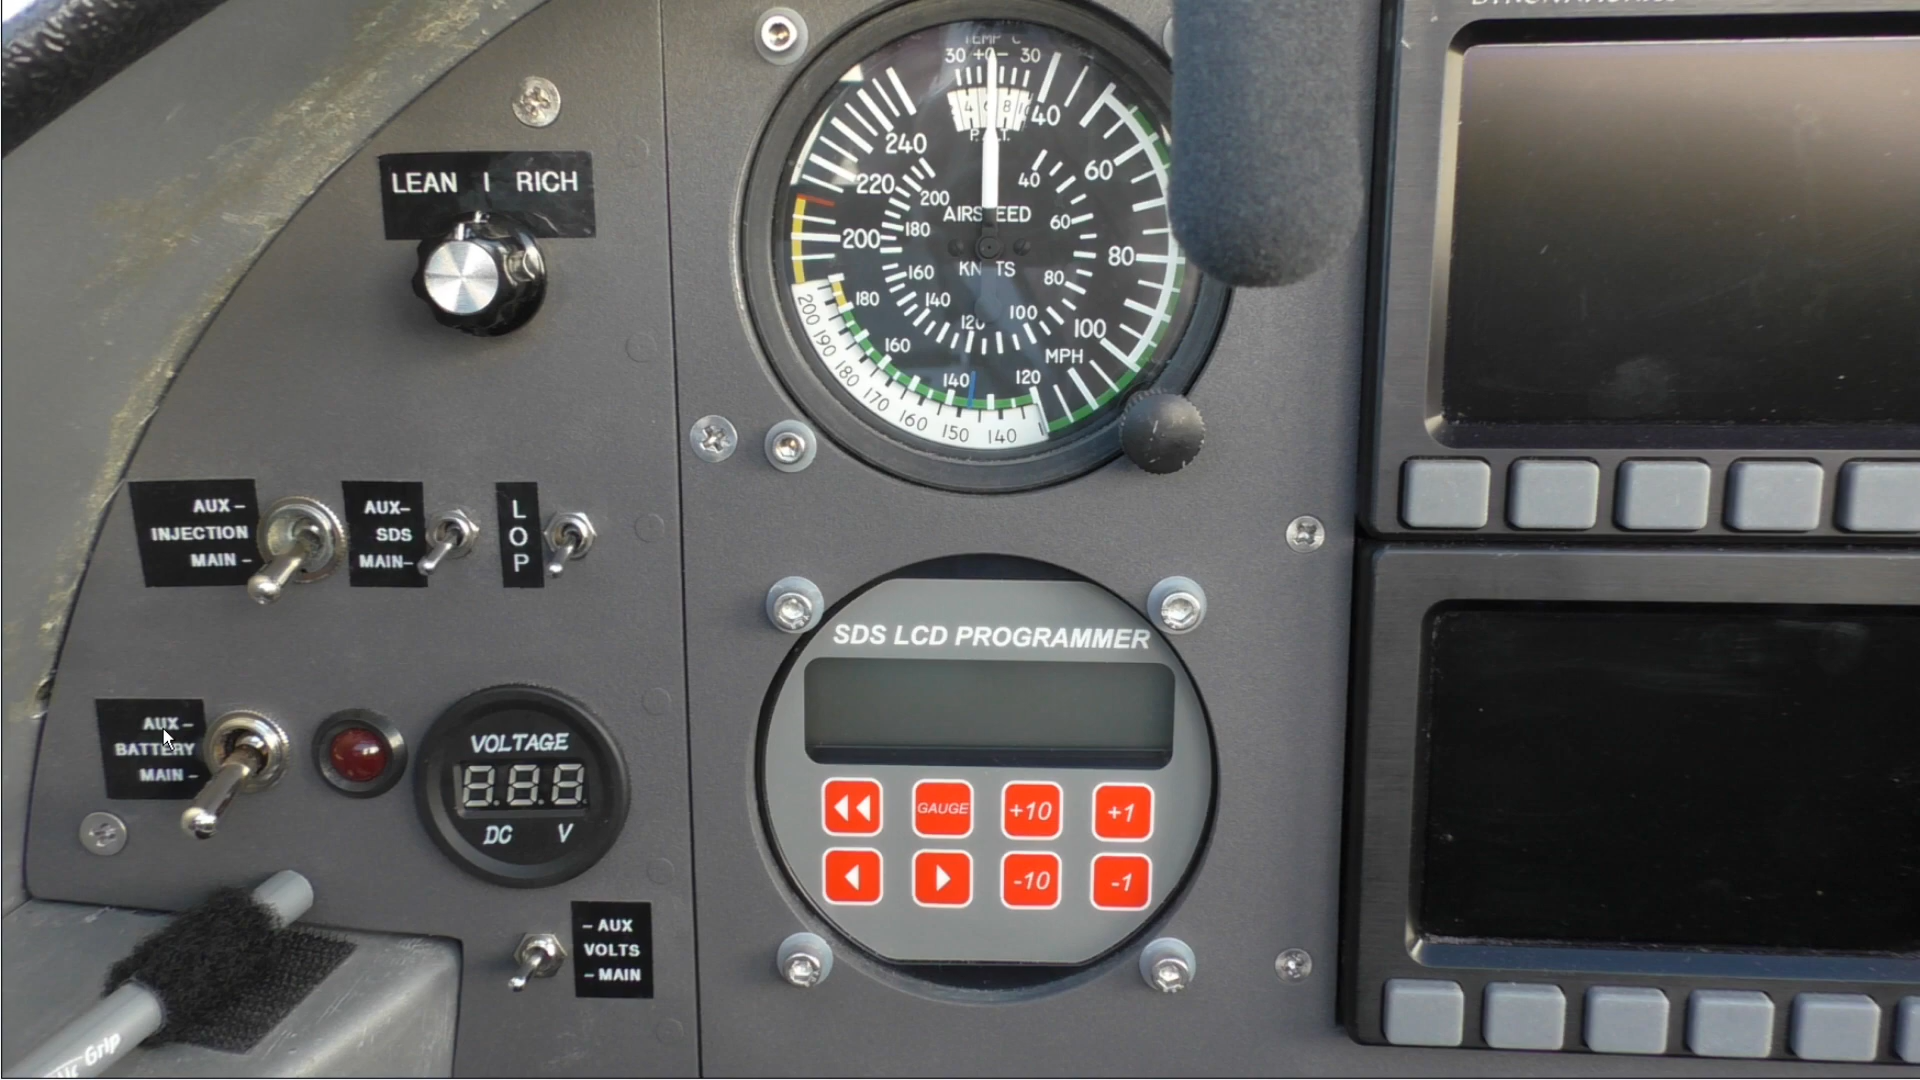 TEMP C
30 +0- 30
4 6 8
40
240
60
220
200
40
AIRSPEED
60
200
180
80
KNOTS
160
80
180
140
100
120
100
160
MPH
140
120
200
190
180
170
160
150
140
LEAN I RICH
AUX-
INJECTION
MAIN-
AUX-
SDS
MAIN-
L
O
P
SDS LCD PROGRAMMER
GAUGE
+10
+1
-10
-1
AUX-
BATTERY
MAIN-
VOLTAGE
8.8.8
DC V
- AUX
VOLTS
- MAIN
Grip